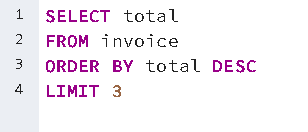 1 SELECT total
2 FROM invoice
3 ORDER BY total DESC
4 LIMIT 3